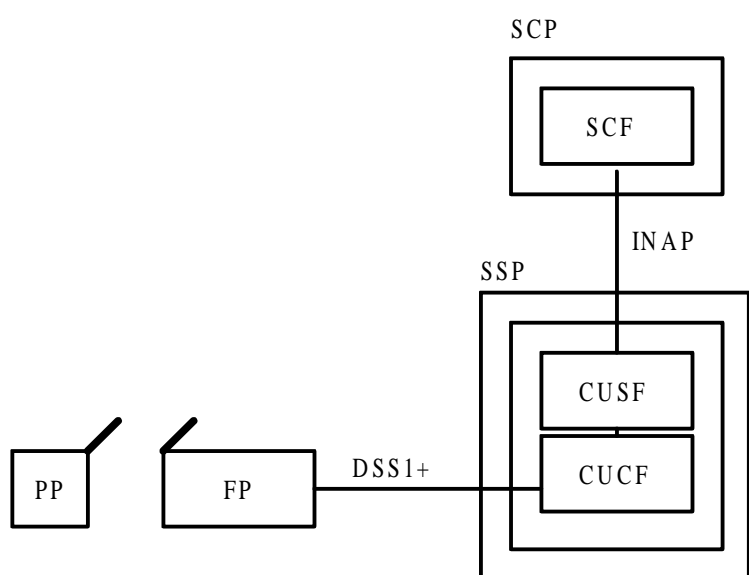 SCP
SCF
INAP
SSP
CUSF
CUCF
DSS1+
PP
FP